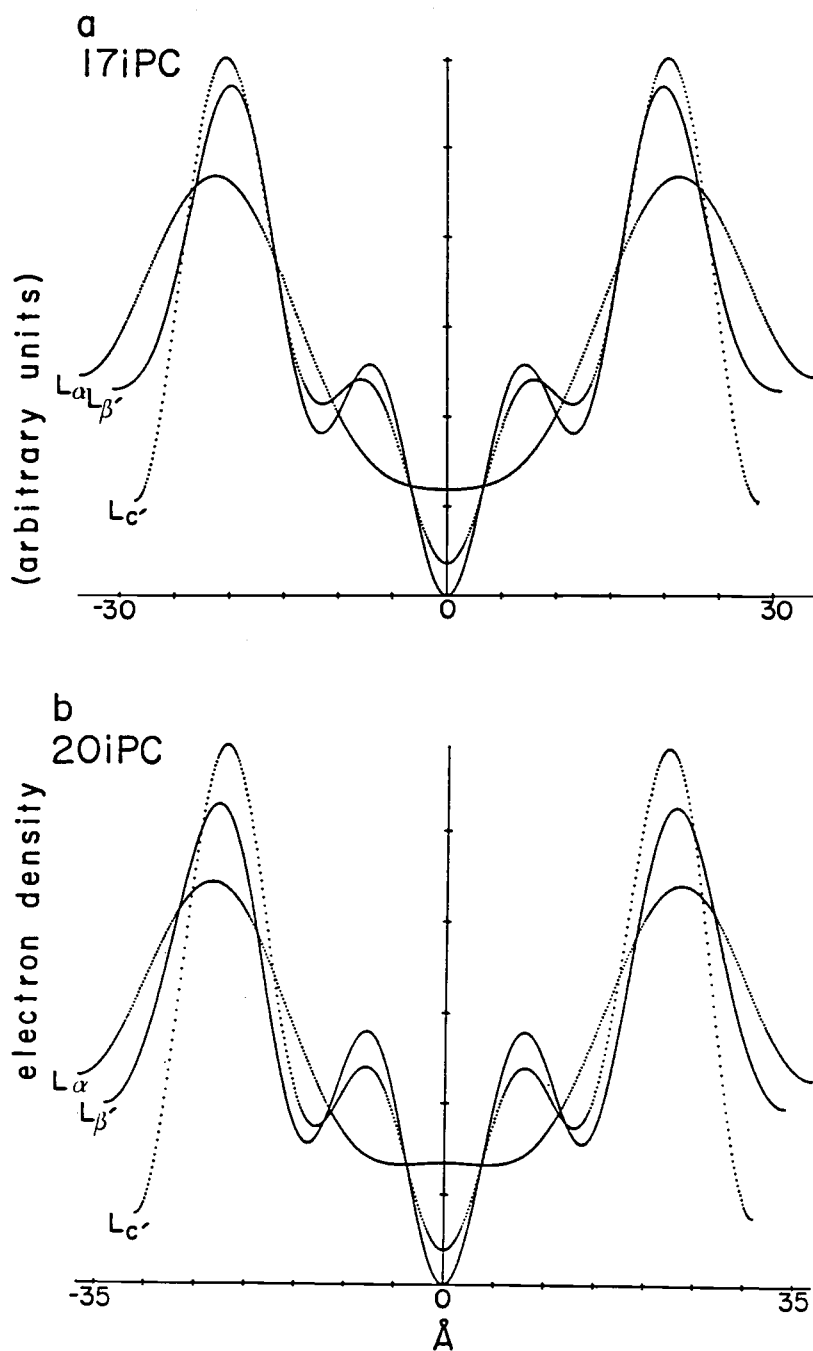 a
17iPC
(arbitrary units)
Lα
Lβ′
Lc′
-30
0
30
b
20iPC
electron density
Lα
Lβ′
Lc′
-35
0
35
Å